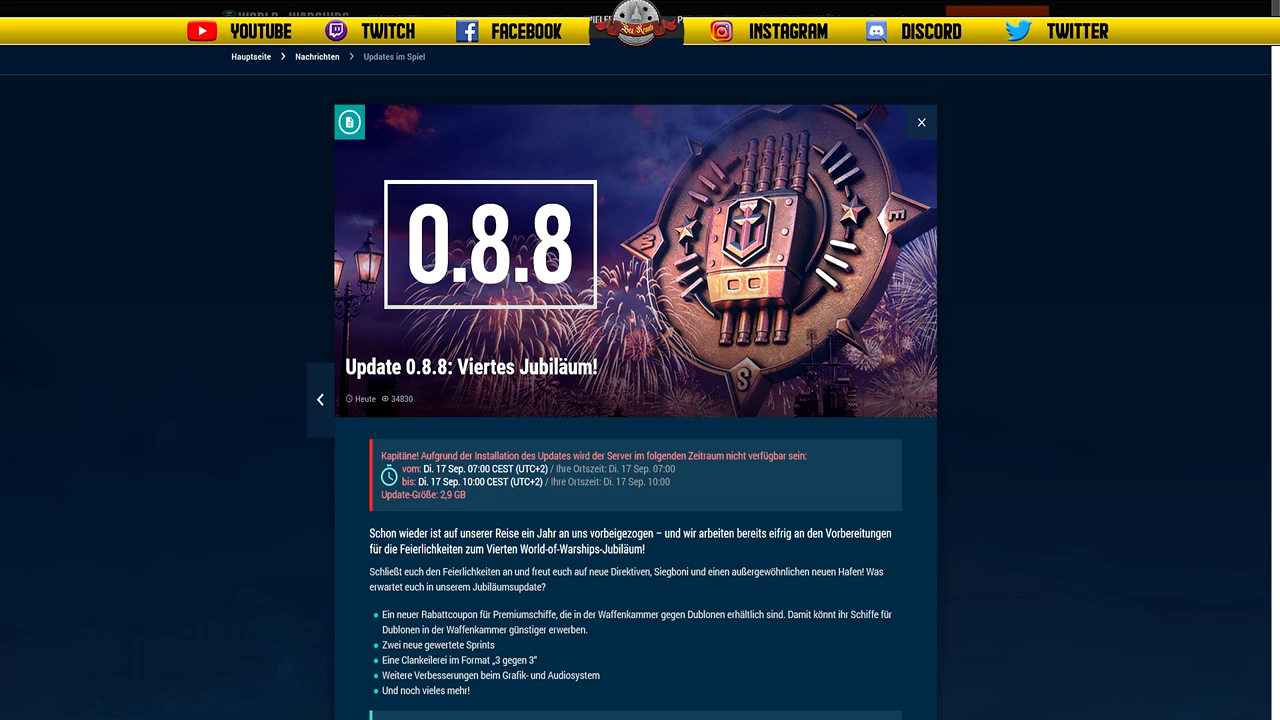 WORLD WARSHIPS
YOUTUBE TWITCH FACEBOOK Sea Rebels INSTAGRAM DISCORD TWITTER
Hauptseite > Nachrichten > Updates im Spiel
0.8.8
W E S
Update 0.8.8: Viertes Jubiläum!
Heute 34830
Kapitäne! Aufgrund der Installation des Updates wird der Server im folgenden Zeitraum nicht verfügbar sein:
vom: Di. 17 Sep. 07:00 CEST (UTC+2) / Ihre Ortszeit: Di. 17 Sep. 07:00
bis: Di. 17 Sep. 10:00 CEST (UTC+2) / Ihre Ortszeit: Di. 17 Sep. 10:00
Update-Größe: 2,9 GB
Schon wieder ist auf unserer Reise ein Jahr an uns vorbeigezogen – und wir arbeiten bereits eifrig an den Vorbereitungen
für die Feierlichkeiten zum Vierten World-of-Warships-Jubiläum!
Schließt euch den Feierlichkeiten an und freut euch auf neue Direktiven, Siegboni und einen außergewöhnlichen neuen Hafen! Was
erwartet euch in unserem Jubiläumsupdate?
Ein neuer Rabattcoupon für Premiumschiffe, die in der Waffenkammer gegen Dublonen erhältlich sind. Damit könnt ihr Schiffe für
Dublonen in der Waffenkammer günstiger erwerben.
Zwei neue gewertete Sprints
Eine Clankeilerei im Format „3 gegen 3“
Weitere Verbesserungen beim Grafik- und Audiosystem
Und noch vieles mehr!